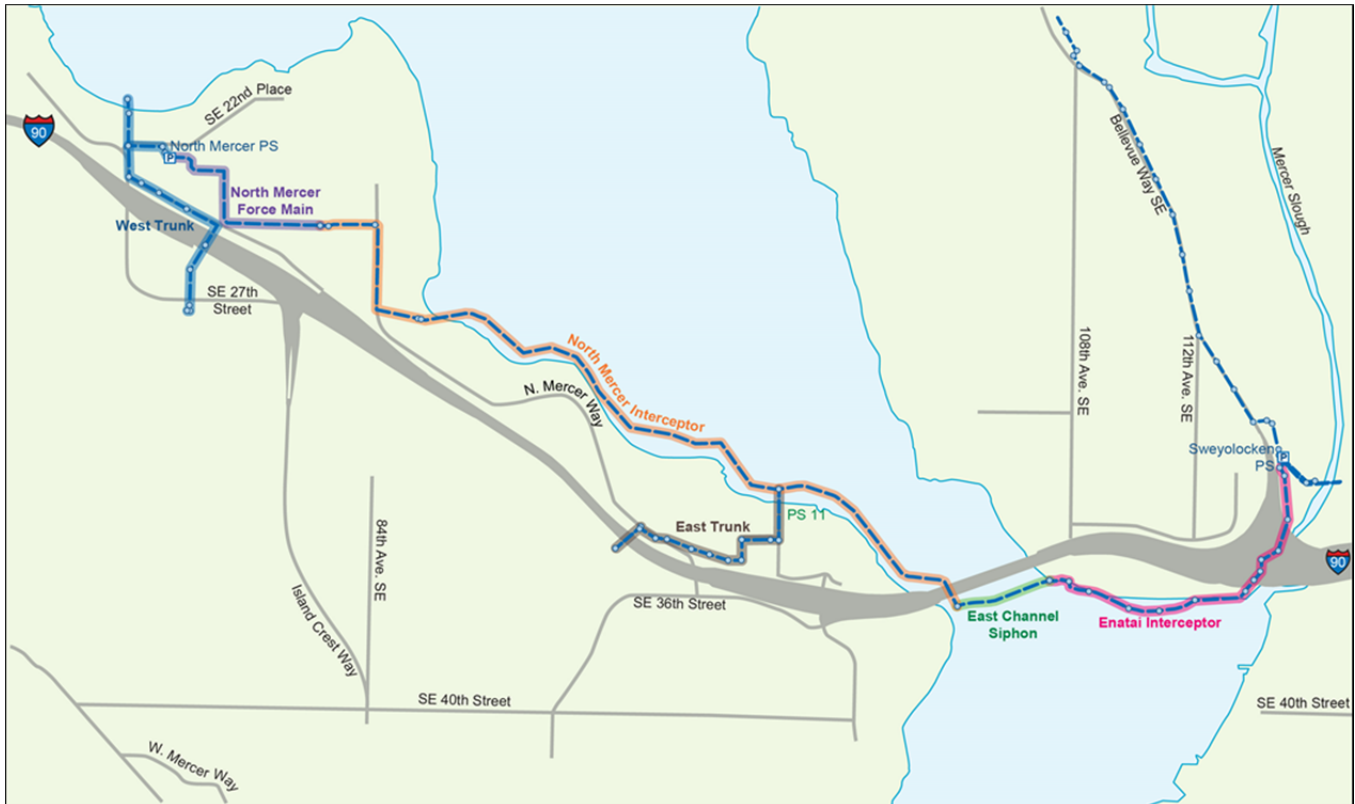 SE 22nd Place
90
North Mercer PS
P
North Mercer
Force Main
West Trunk
SE 27th
Street
Bellevue Way SE
Mercer Slough
North Mercer Interceptor
N. Mercer Way
108th Ave. SE
112th Ave. SE
Sweyolocken
PS
P
East Trunk
PS 11
90
84th Ave. SE
Island Crest Way
SE 36th Street
East Channel
Siphon
Enatai Interceptor
SE 40th Street
SE 40th Street
W. Mercer Way